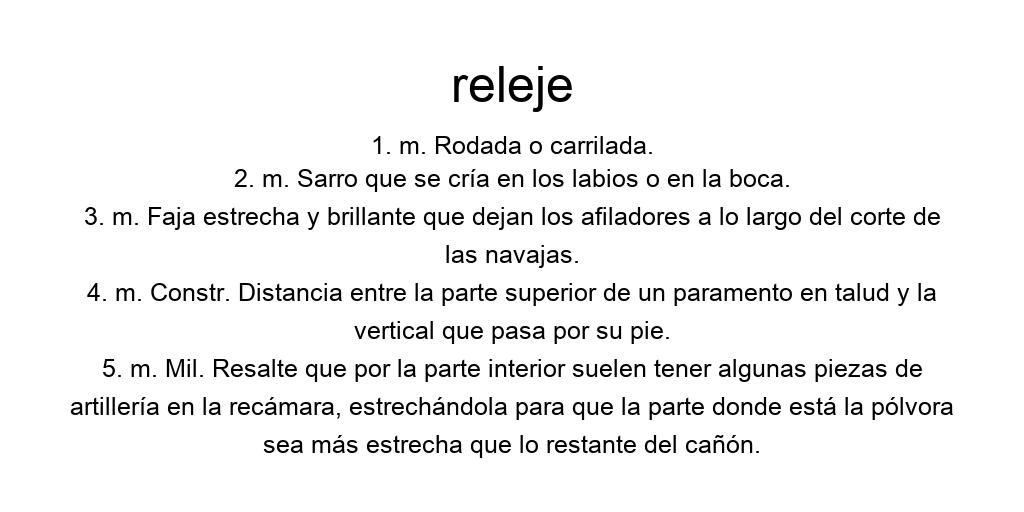 releje
1. m. Rodada o carrilada.
2. m. Sarro que se cría en los labios o en la boca.
3. m. Faja estrecha y brillante que dejan los afiladores a lo largo del corte de
las navajas.
4. m. Constr. Distancia entre la parte superior de un paramento en talud y la
vertical que pasa por su pie.
5. m. Mil. Resalte que por la parte interior suelen tener algunas piezas de
artillería en la recámara, estrechándola para que la parte donde está la pólvora
sea más estrecha que lo restante del cañón.